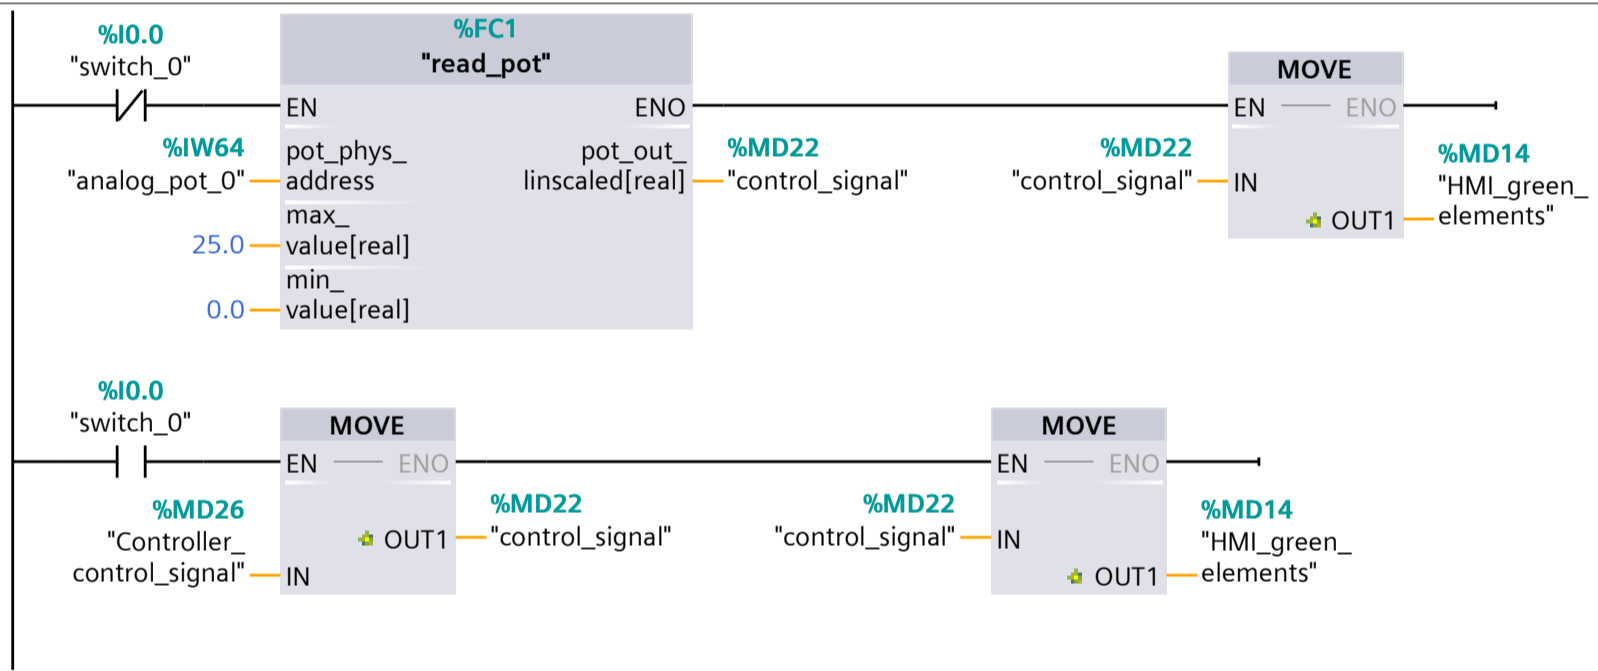 %I0.0
"switch_0"
%FC1
"read_pot"
EN
ENO
%IW64
"analog_pot_0"
pot_phys_
address
pot_out_
linscaled[real]
%MD22
"control_signal"
25.0
max_
value[real]
0.0
min_
value[real]
MOVE
EN
ENO
%MD22
"control_signal"
IN
OUT1
%MD14
"HMI_green_
elements"
%I0.0
"switch_0"
MOVE
EN
ENO
%MD26
"Controller_
control_signal"
IN
OUT1
%MD22
"control_signal"
MOVE
EN
ENO
%MD22
"control_signal"
IN
OUT1
%MD14
"HMI_green_
elements"